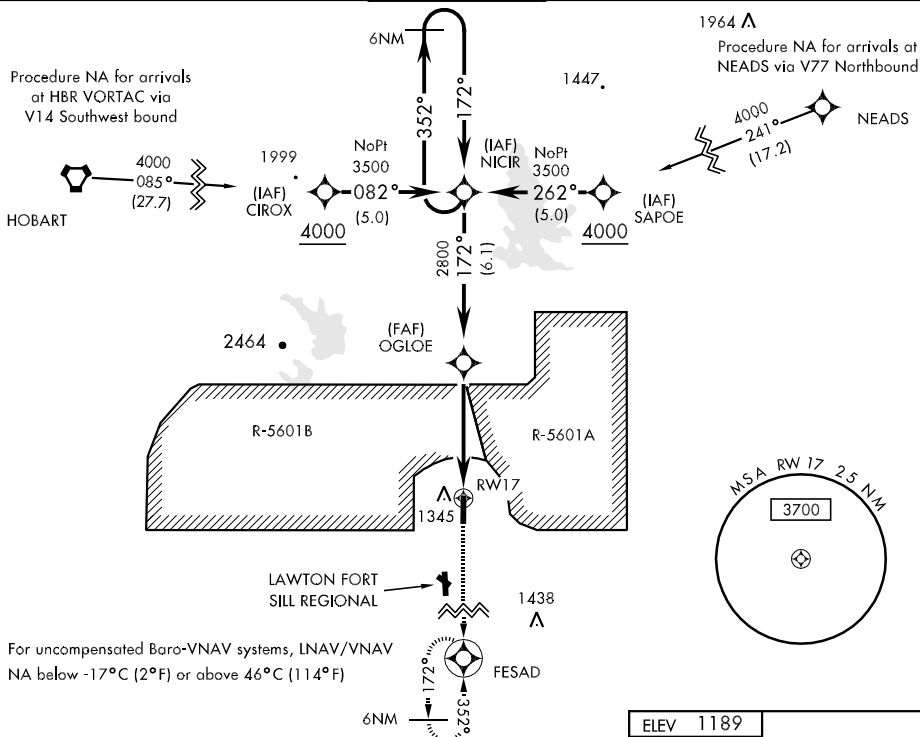 6NM
352°
172°
1964
Procedure NA for arrivals at
NEADS via V77 Northbound
Procedure NA for arrivals
at HBR VORTAC via
V14 Southwest bound
1447
4000
241°
(17.2)
NEADS
4000
085°
(27.7)
HOBART
1999
(IAF)
CIROX
4000
NoPt
3500
082°
(5.0)
(IAF)
NICIR
NoPt
3500
262°
(5.0)
(IAF)
SAPOE
4000
2800
172°
(6.1)
2464
(FAF)
OGLOE
R-5601B
R-5601A
RW17
1345
MSA RW 17 25 NM
3700
LAWTON FORT
SILL REGIONAL
1438
For uncompensated Baro-VNAV systems, LNAV/VNAV
NA below -17°C (2°F) or above 46°C (114°F)
FESAD
172°
352°
6NM
ELEV 1189